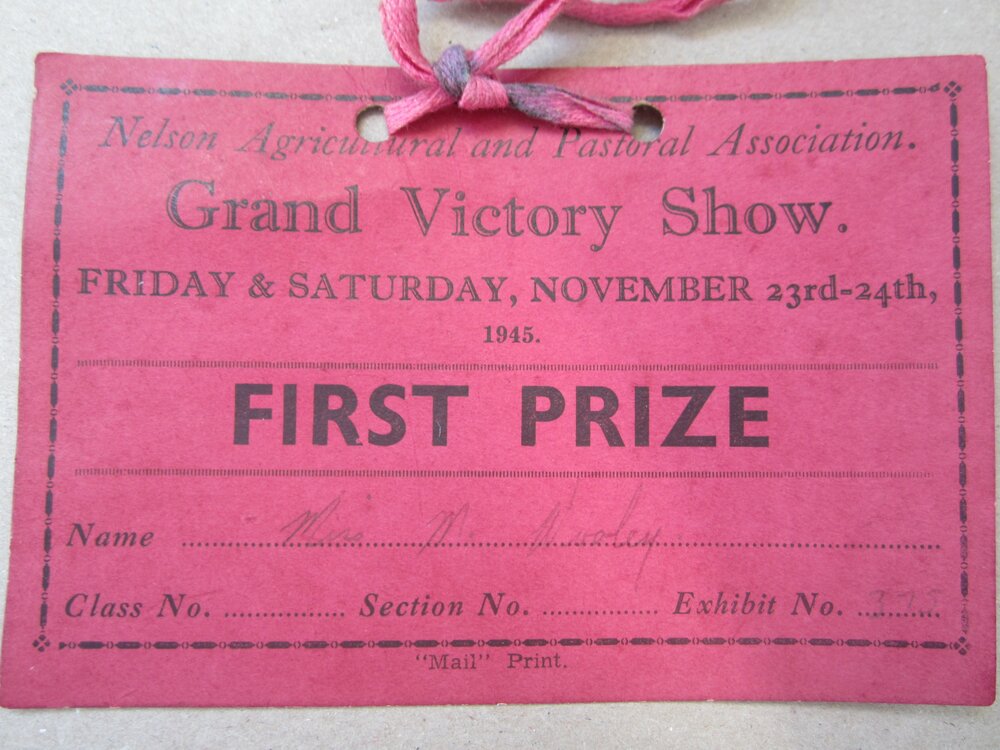 Nelson Agricultural and Pastoral Association.
Grand Victory Show.
FRIDAY & SATURDAY, NOVEMBER 23rd-24th,
1945.
FIRST PRIZE
Name Miss M.
Class No. Section No. Exhibit No.
"Mail" Print.